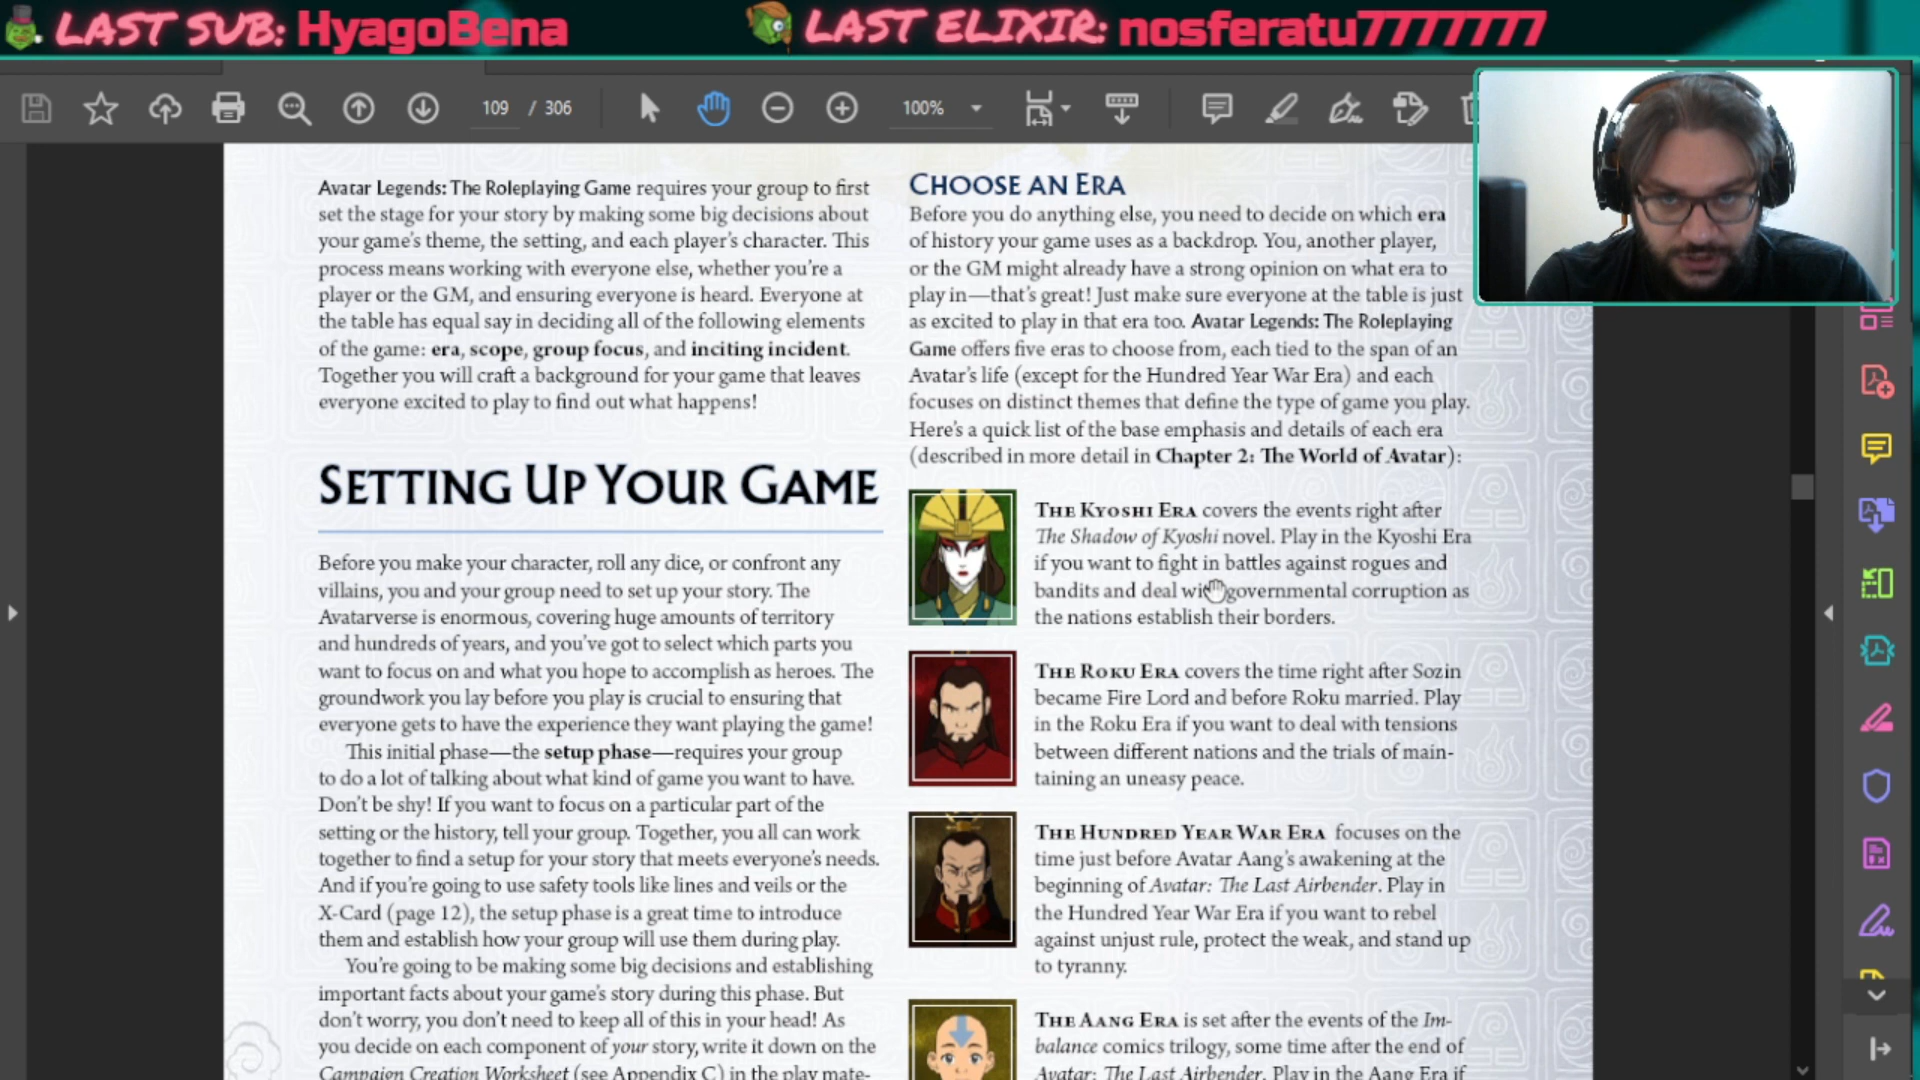 LAST SUB: HyagoBena
LAST ELIXIR: nosferatu7777777
109 / 306
100%
Avatar Legends: The Roleplaying Game requires your group to first
set the stage for your story by making some big decisions about
your game's theme, the setting, and each player's character. This
process means working with everyone else, whether you're a
player or the GM, and ensuring everyone is heard. Everyone at
the table has equal say in deciding all of the following elements
of the game: era, scope, group focus, and inciting incident.
Together you will craft a background for your game that leaves
everyone excited to play to find out what happens!
SETTING UP YOUR GAME
Before you make your character, roll any dice, or confront any
villains, you and your group need to set up your story. The
Avatarverse is enormous, covering huge amounts of territory
and hundreds of years, and you've got to select which parts you
want to focus on and what you hope to accomplish as heroes. The
groundwork you lay before you play is crucial to ensuring that
everyone gets to have the experience they want playing the game!
This initial phase—the setup phase—requires your group
to do a lot of talking about what kind of game you want to have.
Don't be shy! If you want to focus on a particular part of the
setting or the history, tell your group. Together, you all can work
together to find a setup for your story that meets everyone's needs.
And if you're going to use safety tools like lines and veils or the
X-Card (page 12), the setup phase is a great time to introduce
them and establish how your group will use them during play.
You're going to be making some big decisions and establishing
important facts about your game's story during this phase. But
don't worry, you don't need to keep all of this in your head! As
you decide on each component of your story, write it down on the
Campaign Creation Worksheet (see Appendix C) in the play mate-
CHOOSE AN ERA
Before you do anything else, you need to decide on which era
of history your game uses as a backdrop. You, another player,
or the GM might already have a strong opinion on what era to
play in—that's great! Just make sure everyone at the table is just
as excited to play in that era too. Avatar Legends: The Roleplaying
Game offers five eras to choose from, each tied to the span of an
Avatar's life (except for the Hundred Year War Era) and each
focuses on distinct themes that define the type of game you play.
Here's a quick list of the base emphasis and details of each era
(described in more detail in Chapter 2: The World of Avatar):
THE KYOSHI ERA covers the events right after
The Shadow of Kyoshi novel. Play in the Kyoshi Era
if you want to fight in battles against rogues and
bandits and deal with governmental corruption as
the nations establish their borders.
THE ROKU ERA covers the time right after Sozin
became Fire Lord and before Roku married. Play
in the Roku Era if you want to deal with tensions
between different nations and the trials of main-
taining an uneasy peace.
THE HUNDRED YEAR WAR ERA focuses on the
time just before Avatar Aang's awakening at the
beginning of Avatar: The Last Airbender. Play in
the Hundred Year War Era if you want to rebel
against unjust rule, protect the weak, and stand up
to tyranny.
THE AANG ERA is set after the events of the Im-
balance comics trilogy, some time after the end of
Avatar: The Last Airbender. Play in the Aang Era if